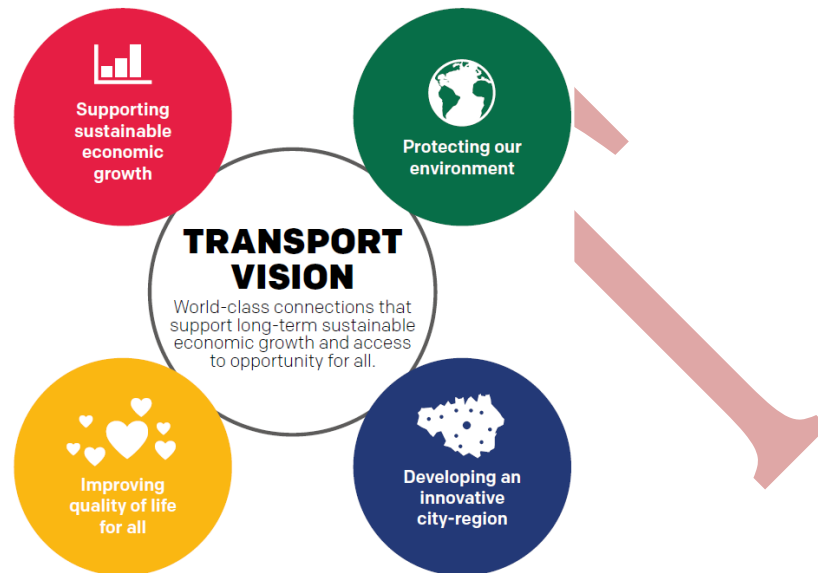 Supporting
sustainable
economic
growth
Protecting our
environment
TRANSPORT
VISION
World-class connections that
support long-term sustainable
economic growth and access
to opportunity for all.
Improving
quality of life
for all
Developing an
innovative
city-region